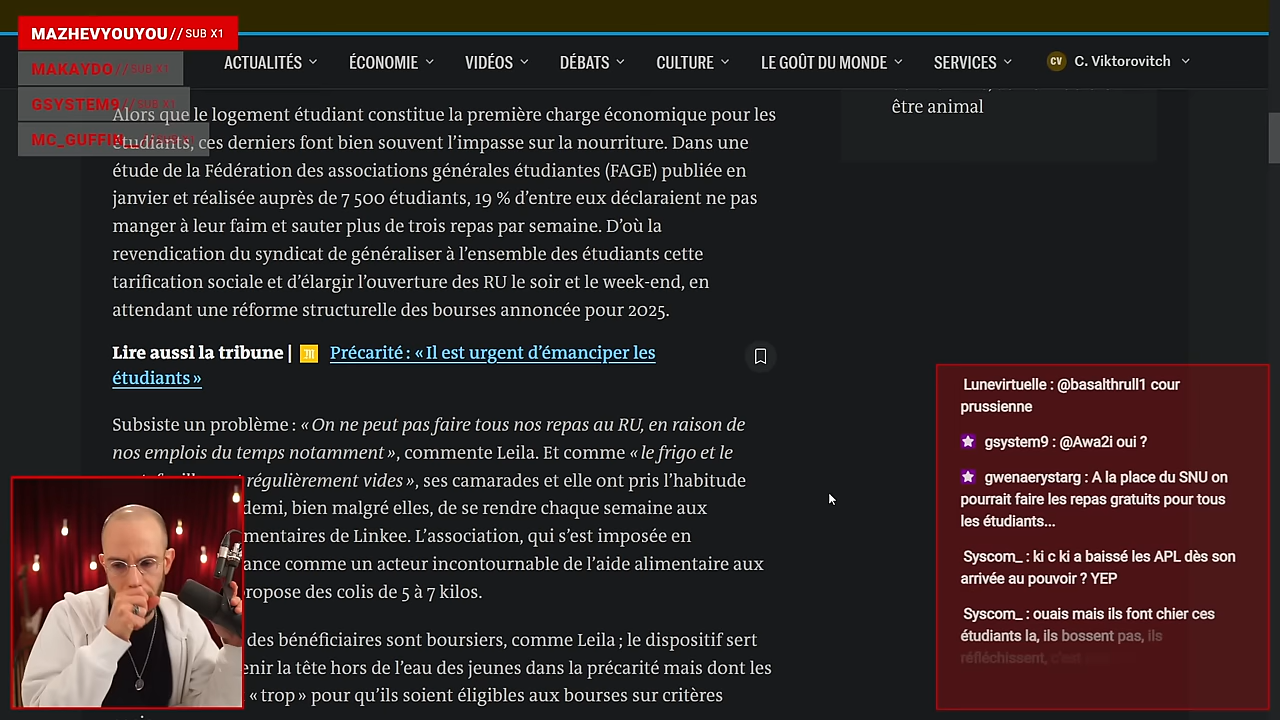 MAZHEVYOUYOU // SUB X1
MAKAYDO // SUB X1
GSYSTEM9 // SUB X1
MC_GUFFIN_
ACTUALITÉS
ÉCONOMIE
VIDÉOS
DÉBATS
CULTURE
LE GOÛT DU MONDE
SERVICES
CV C. Viktorovitch
être animal
Alors que le logement étudiant constitue la première charge économique pour les
étudiants, ces derniers font bien souvent l'impasse sur la nourriture. Dans une
étude de la Fédération des associations générales étudiantes (FAGE) publiée en
janvier et réalisée auprès de 7 500 étudiants, 19 % d'entre eux déclaraient ne pas
manger à leur faim et sauter plus de trois repas par semaine. D'où la
revendication du syndicat de généraliser à l'ensemble des étudiants cette
tarification sociale et d'élargir l'ouverture des RU le soir et le week-end, en
attendant une réforme structurelle des bourses annoncée pour 2025.
Lire aussi la tribune | Précarité : « Il est urgent d'émanciper les
étudiants »
Subsiste un problème : « On ne peut pas faire tous nos repas au RU, en raison de
nos emplois du temps notamment », commente Leila. Et comme « le frigo et le
régulièrement vides », ses camarades et elle ont pris l'habitude
demi, bien malgré elles, de se rendre chaque semaine aux
mentaires de Linkee. L'association, qui s'est imposée en
ance comme un acteur incontournable de l'aide alimentaire aux
ropose des colis de 5 à 7 kilos.
des bénéficiaires sont boursiers, comme Leila ; le dispositif sert
enir la tête hors de l'eau des jeunes dans la précarité mais dont les
« trop » pour qu'ils soient éligibles aux bourses sur critères
Lunevirtuelle : @basalthrull1 cour
prussienne
gsystem9 : @Awa2i oui ?
gwenaerystarg : A la place du SNU on
pourrait faire les repas gratuits pour tous
les étudiants...
Syscom_ : ki c ki a baissé les APL dès son
arrivée au pouvoir ? YEP
Syscom_ : ouais mais ils font chier ces
étudiants la, ils bossent pas, ils
réfléchissent, c'est